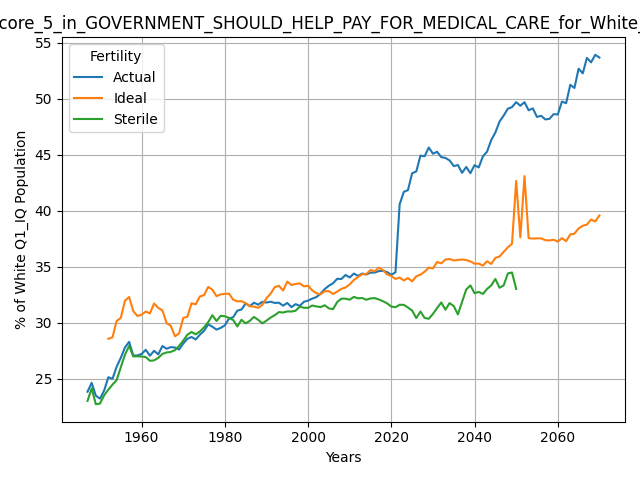 core_5_in_GOVERNMENT_SHOULD_HELP_PAY_FOR_MEDICAL_CARE_for_White_
Fertility
Actual
Ideal
Sterile
55
50
45
40
35
30
25
% of White Q1_IQ Population
1960
1980
2000
2020
2040
2060
Years